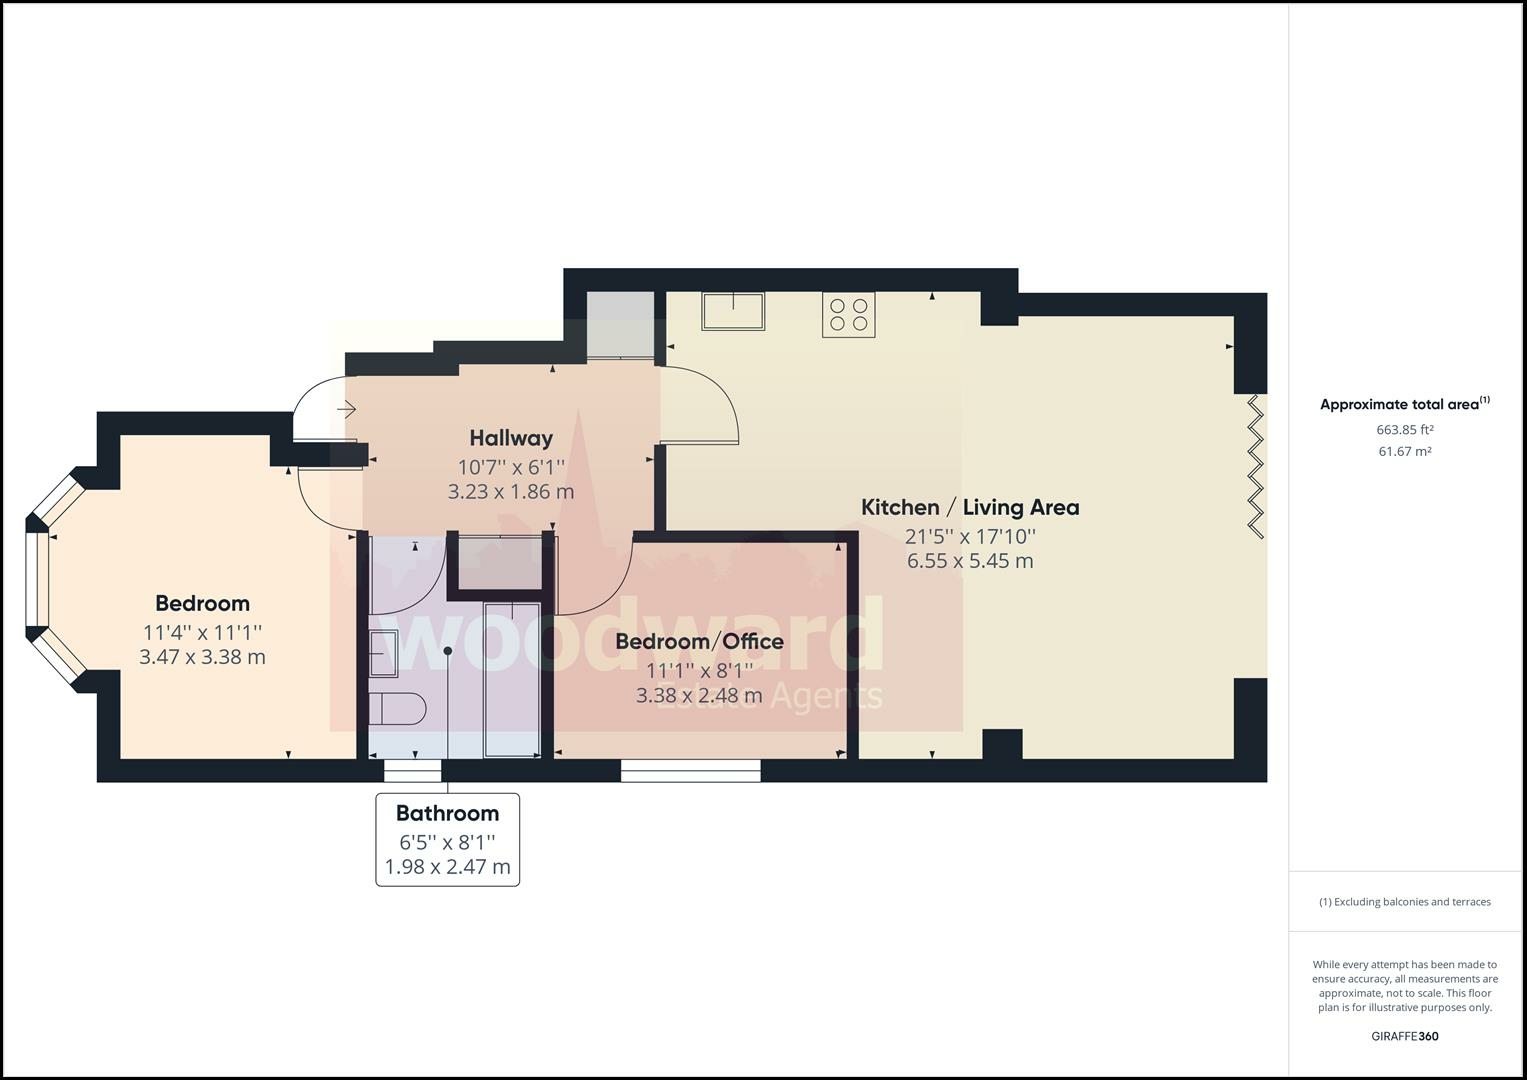 Hallway
10'7'' x 6'1''
3.23 x 1.86 m
Kitchen / Living Area
21'5'' x 17'10''
6.55 x 5.45 m
Bedroom
11'4'' x 11'1''
3.47 x 3.38 m
Bedroom/Office
11'1'' x 8'1''
3.38 x 2.48 m
woodward
Estate Agents
Bathroom
6'5'' x 8'1''
1.98 x 2.47 m
Approximate total area(1)
663.85 ft²
61.67 m²
(1) Excluding balconies and terraces
While every attempt has been made to
ensure accuracy, all measurements are
approximate, not to scale. This floor
plan is for illustrative purposes only.
GIRAFFE360